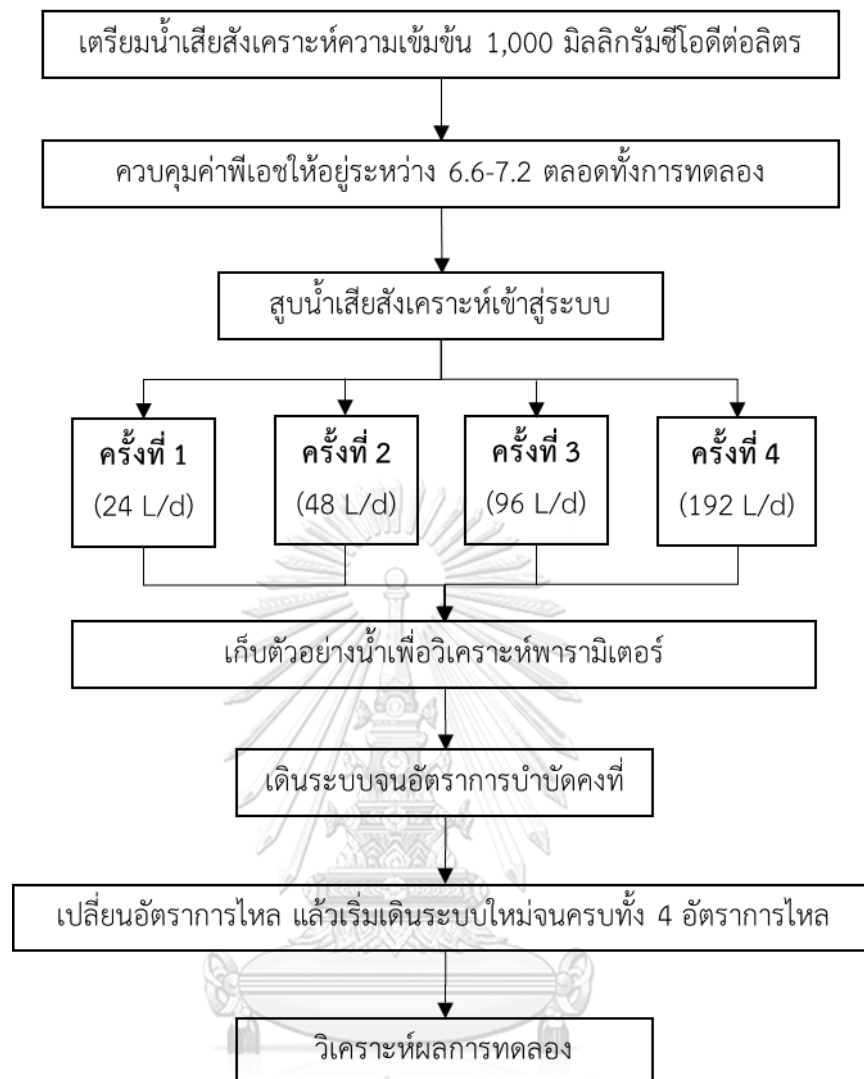 เตรียมน้ำเสียสังเคราะห์ความเข้มข้น 1,000 มิลลิกรัมซีโอดีต่อลิตร
ควบคุมค่าพีเอชให้อยู่ระหว่าง 6.6-7.2 ตลอดทั้งการทดลอง
สูบน้ำเสียสังเคราะห์เข้าสู่ระบบ
ครั้งที่ 1
(24 L/d)
ครั้งที่ 2
(48 L/d)
ครั้งที่ 3
(96 L/d)
ครั้งที่ 4
(192 L/d)
เก็บตัวอย่างน้ำเพื่อวิเคราะห์พารามิเตอร์
เดินระบบจนอัตราการบำบัดคงที่
เปลี่ยนอัตราการไหล แล้วเริ่มเดินระบบใหม่จนครบทั้ง 4 อัตราการไหล
วิเคราะห์ผลการทดลอง